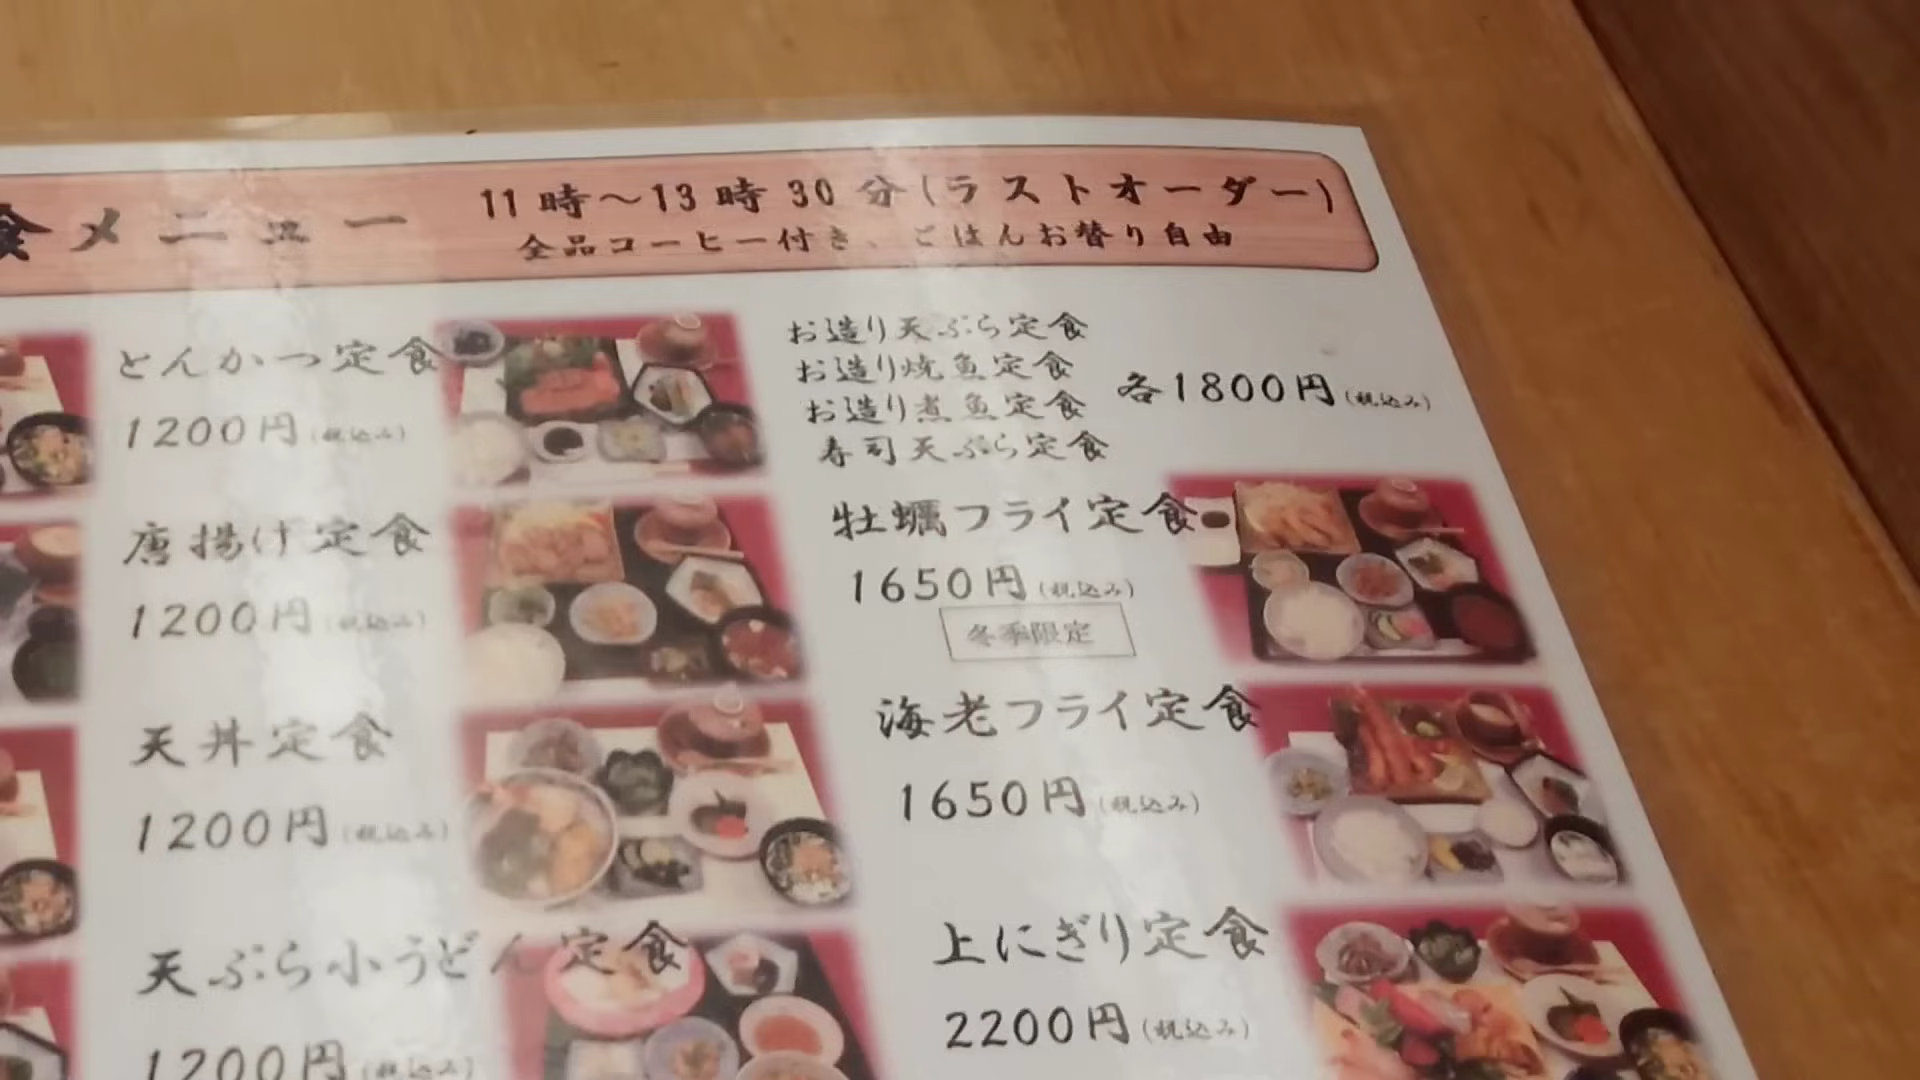 食メニュー
11時～13時30分(ラストオーダー)
全品コーヒー付き、ごはんお替り自由
とんかつ定食
1200円(税込み)
唐揚げ定食
1200円(税込み)
天丼定食
1200円(税込み)
天ぷら小うどん定食
1200円(税込み)
お造り天ぷら定食
お造り焼魚定食
お造り煮魚定食
寿司天ぷら定食
各1800円(税込み)
牡蠣フライ定食
1650円(税込み)
冬季限定
海老フライ定食
1650円(税込み)
上にぎり定食
2200円(税込み)